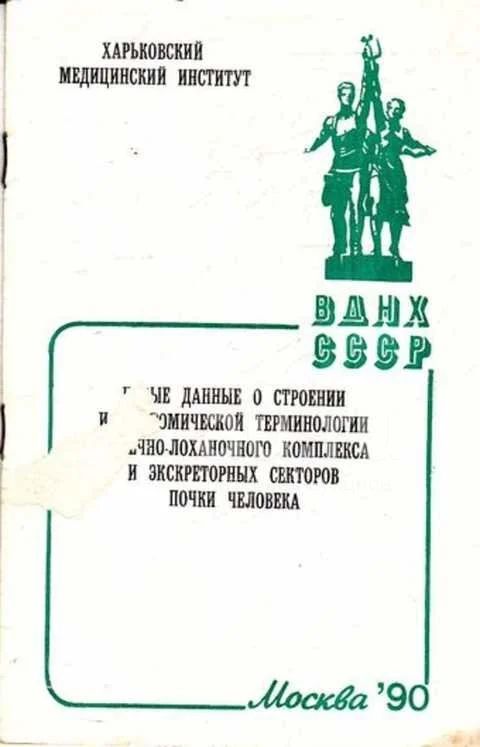 ХАРЬКОВСКИЙ
МЕДИЦИНСКИЙ ИНСТИТУТ
ВДНХ
СССР
ДАННЫЕ О СТРОЕНИИ
И ТЕРМИНОЛОГИИ
КОМПЛЕКСА
И ЭКСКРЕТОРНЫХ СЕКТОРОВ
ПОЧКИ ЧЕЛОВЕКА
Москва '90